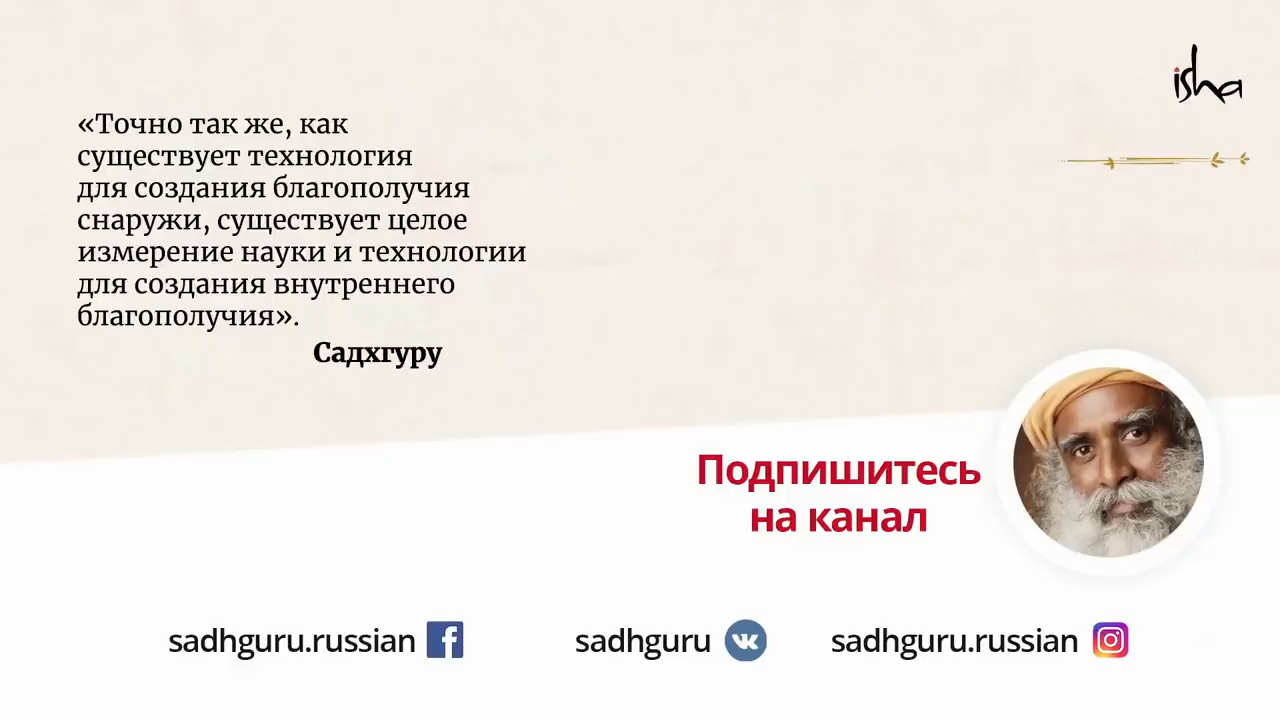 isha
«Точно так же, как
существует технология
для создания благополучия
снаружи, существует целое
измерение науки и технологии
для создания внутреннего
благополучия».
Садхгуру
Подпишитесь
на канал
sadhguru.russian
sadhguru
sadhguru.russian